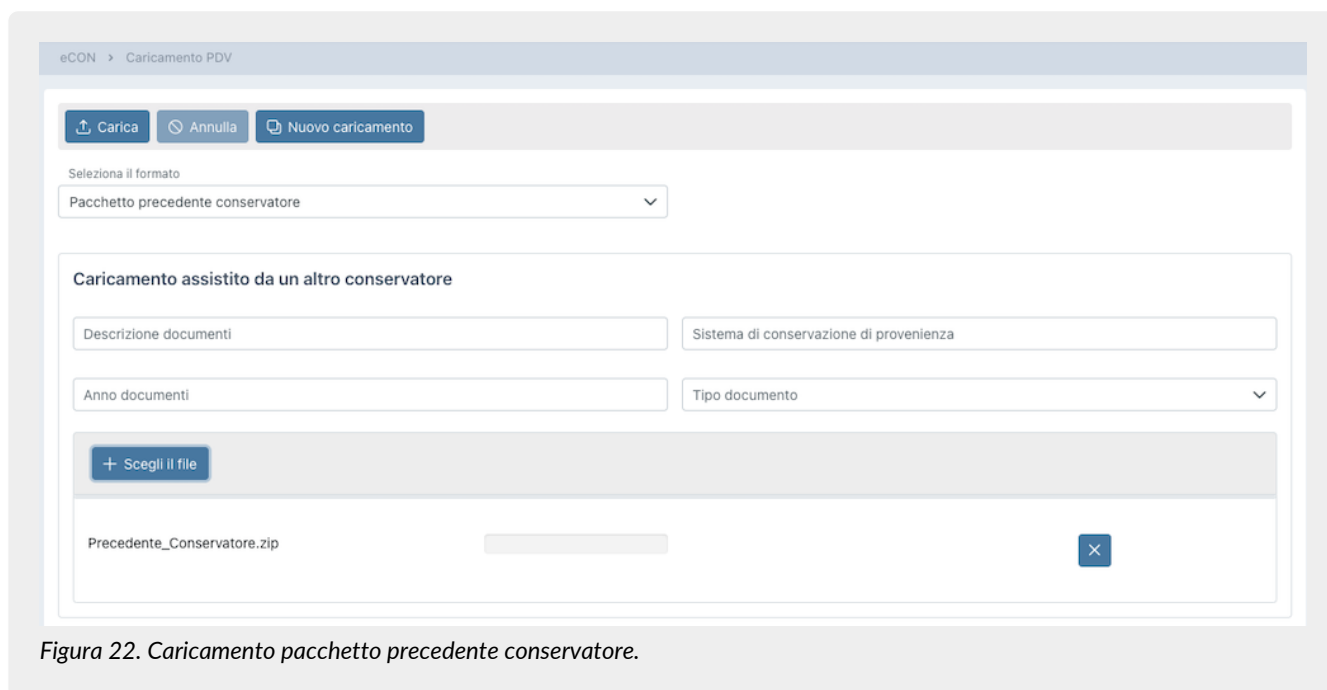 eCON > Caricamento PDV
Carica Annulla Nuovo caricamento
Seleziona il formato
Pacchetto precedente conservatore
Caricamento assistito da un altro conservatore
Descrizione documenti Sistema di conservazione di provenienza
Anno documenti Tipo documento
+ Scegli il file
Precedente_Conservatore.zip
Figura 22. Caricamento pacchetto precedente conservatore.